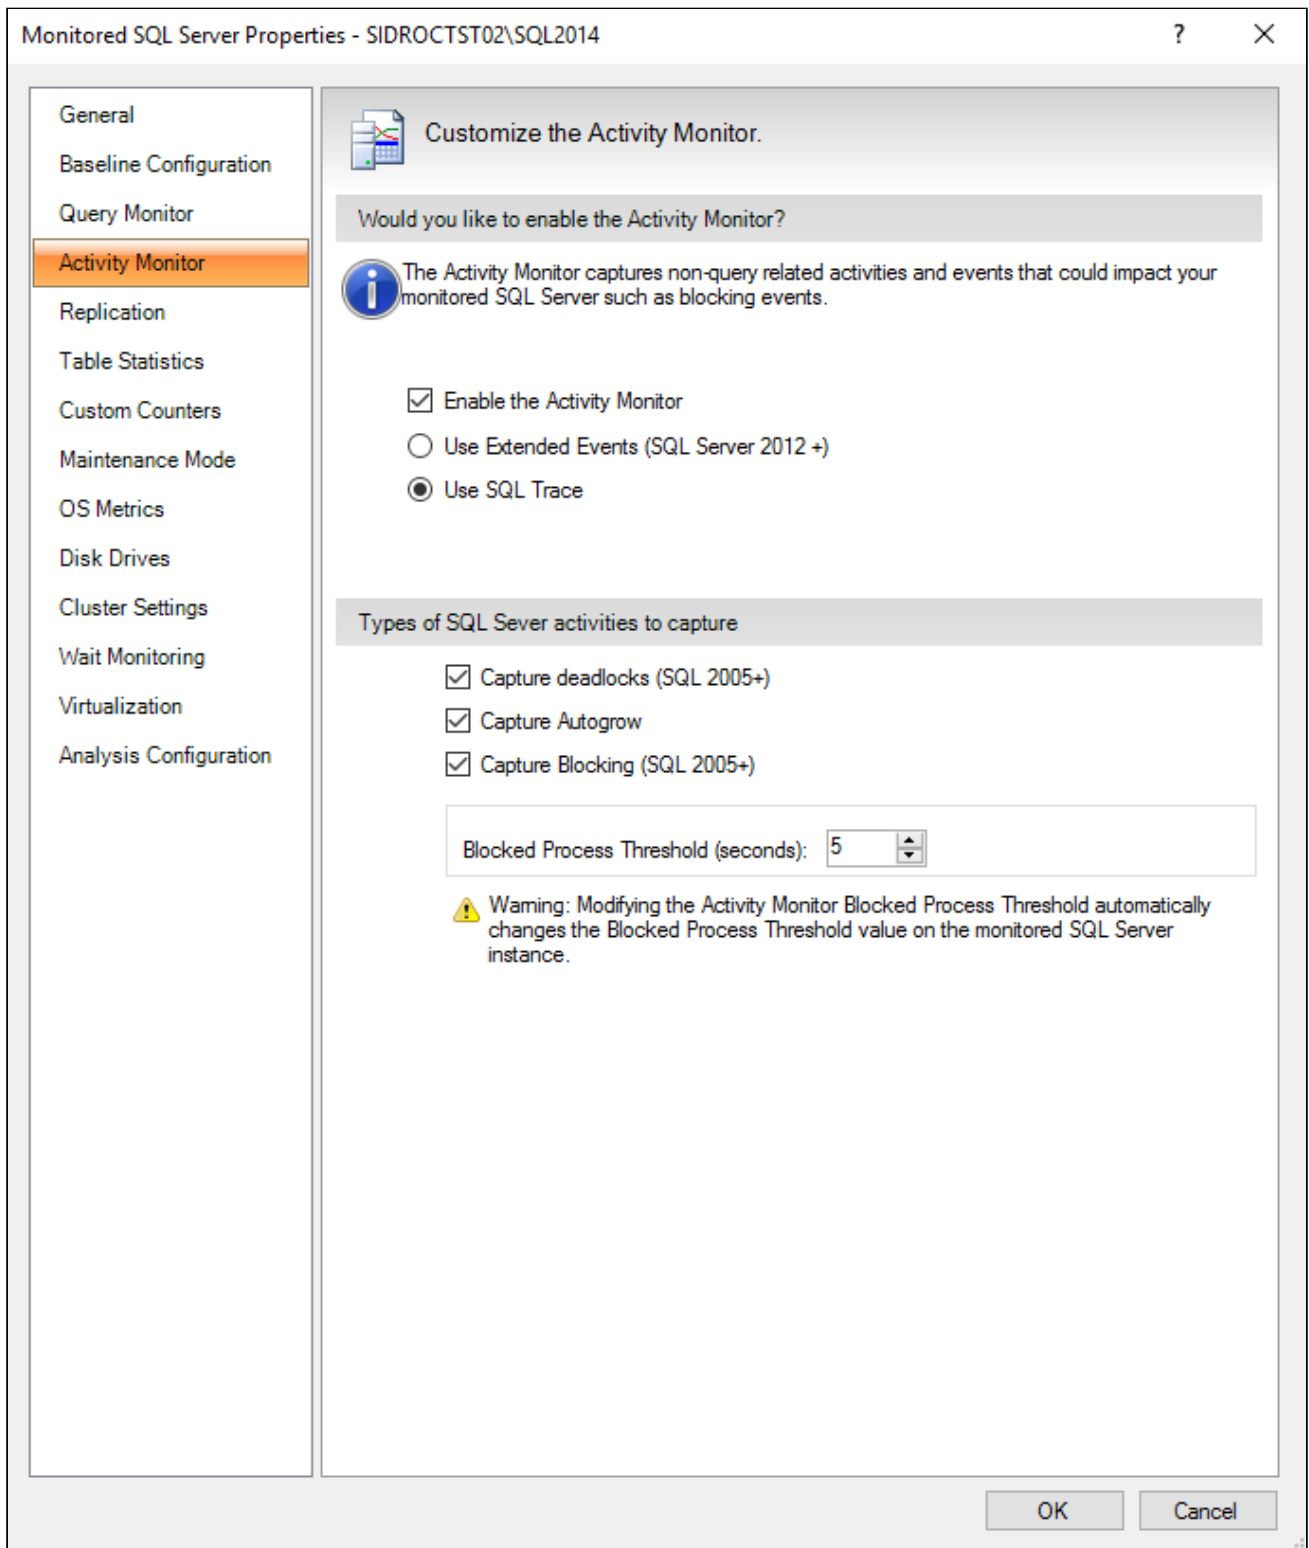 Monitored SQL Server Properties - SIDROCTST02\SQL2014
?
General
Baseline Configuration
Query Monitor
Activity Monitor
Replication
Table Statistics
Custom Counters
Maintenance Mode
OS Metrics
Disk Drives
Cluster Settings
Wait Monitoring
Virtualization
Analysis Configuration
Customize the Activity Monitor.
Would you like to enable the Activity Monitor?
The Activity Monitor captures non-query related activities and events that could impact your
monitored SQL Server such as blocking events.
Enable the Activity Monitor
Use Extended Events (SQL Server 2012 +)
Use SQL Trace
Types of SQL Sever activities to capture
Capture deadlocks (SQL 2005+)
Capture Autogrow
Capture Blocking (SQL 2005+)
Blocked Process Threshold (seconds): 5
Warning: Modifying the Activity Monitor Blocked Process Threshold automatically
changes the Blocked Process Threshold value on the monitored SQL Server
instance.
OK
Cancel